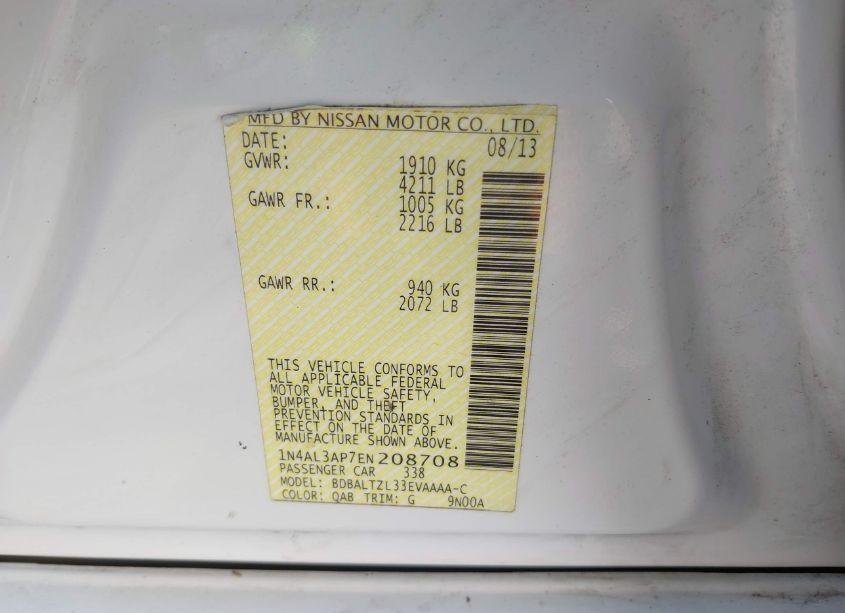 MFD BY NISSAN MOTOR CO., LTD.
DATE: 08/13
GVWR: 1910 KG
4211 LB
GAWR FR.: 1005 KG
2216 LB
GAWR RR.: 940 KG
2072 LB
THIS VEHICLE CONFORMS TO
ALL APPLICABLE FEDERAL
MOTOR VEHICLE SAFETY,
BUMPER, AND THEFT
PREVENTION STANDARDS IN
EFFECT ON THE DATE OF
MANUFACTURE SHOWN ABOVE.
1N4AL3AP7EN208708
PASSENGER CAR 338
MODEL: BDBALTZL33EVAAAA-C
COLOR: QAB TRIM: G 9N00A